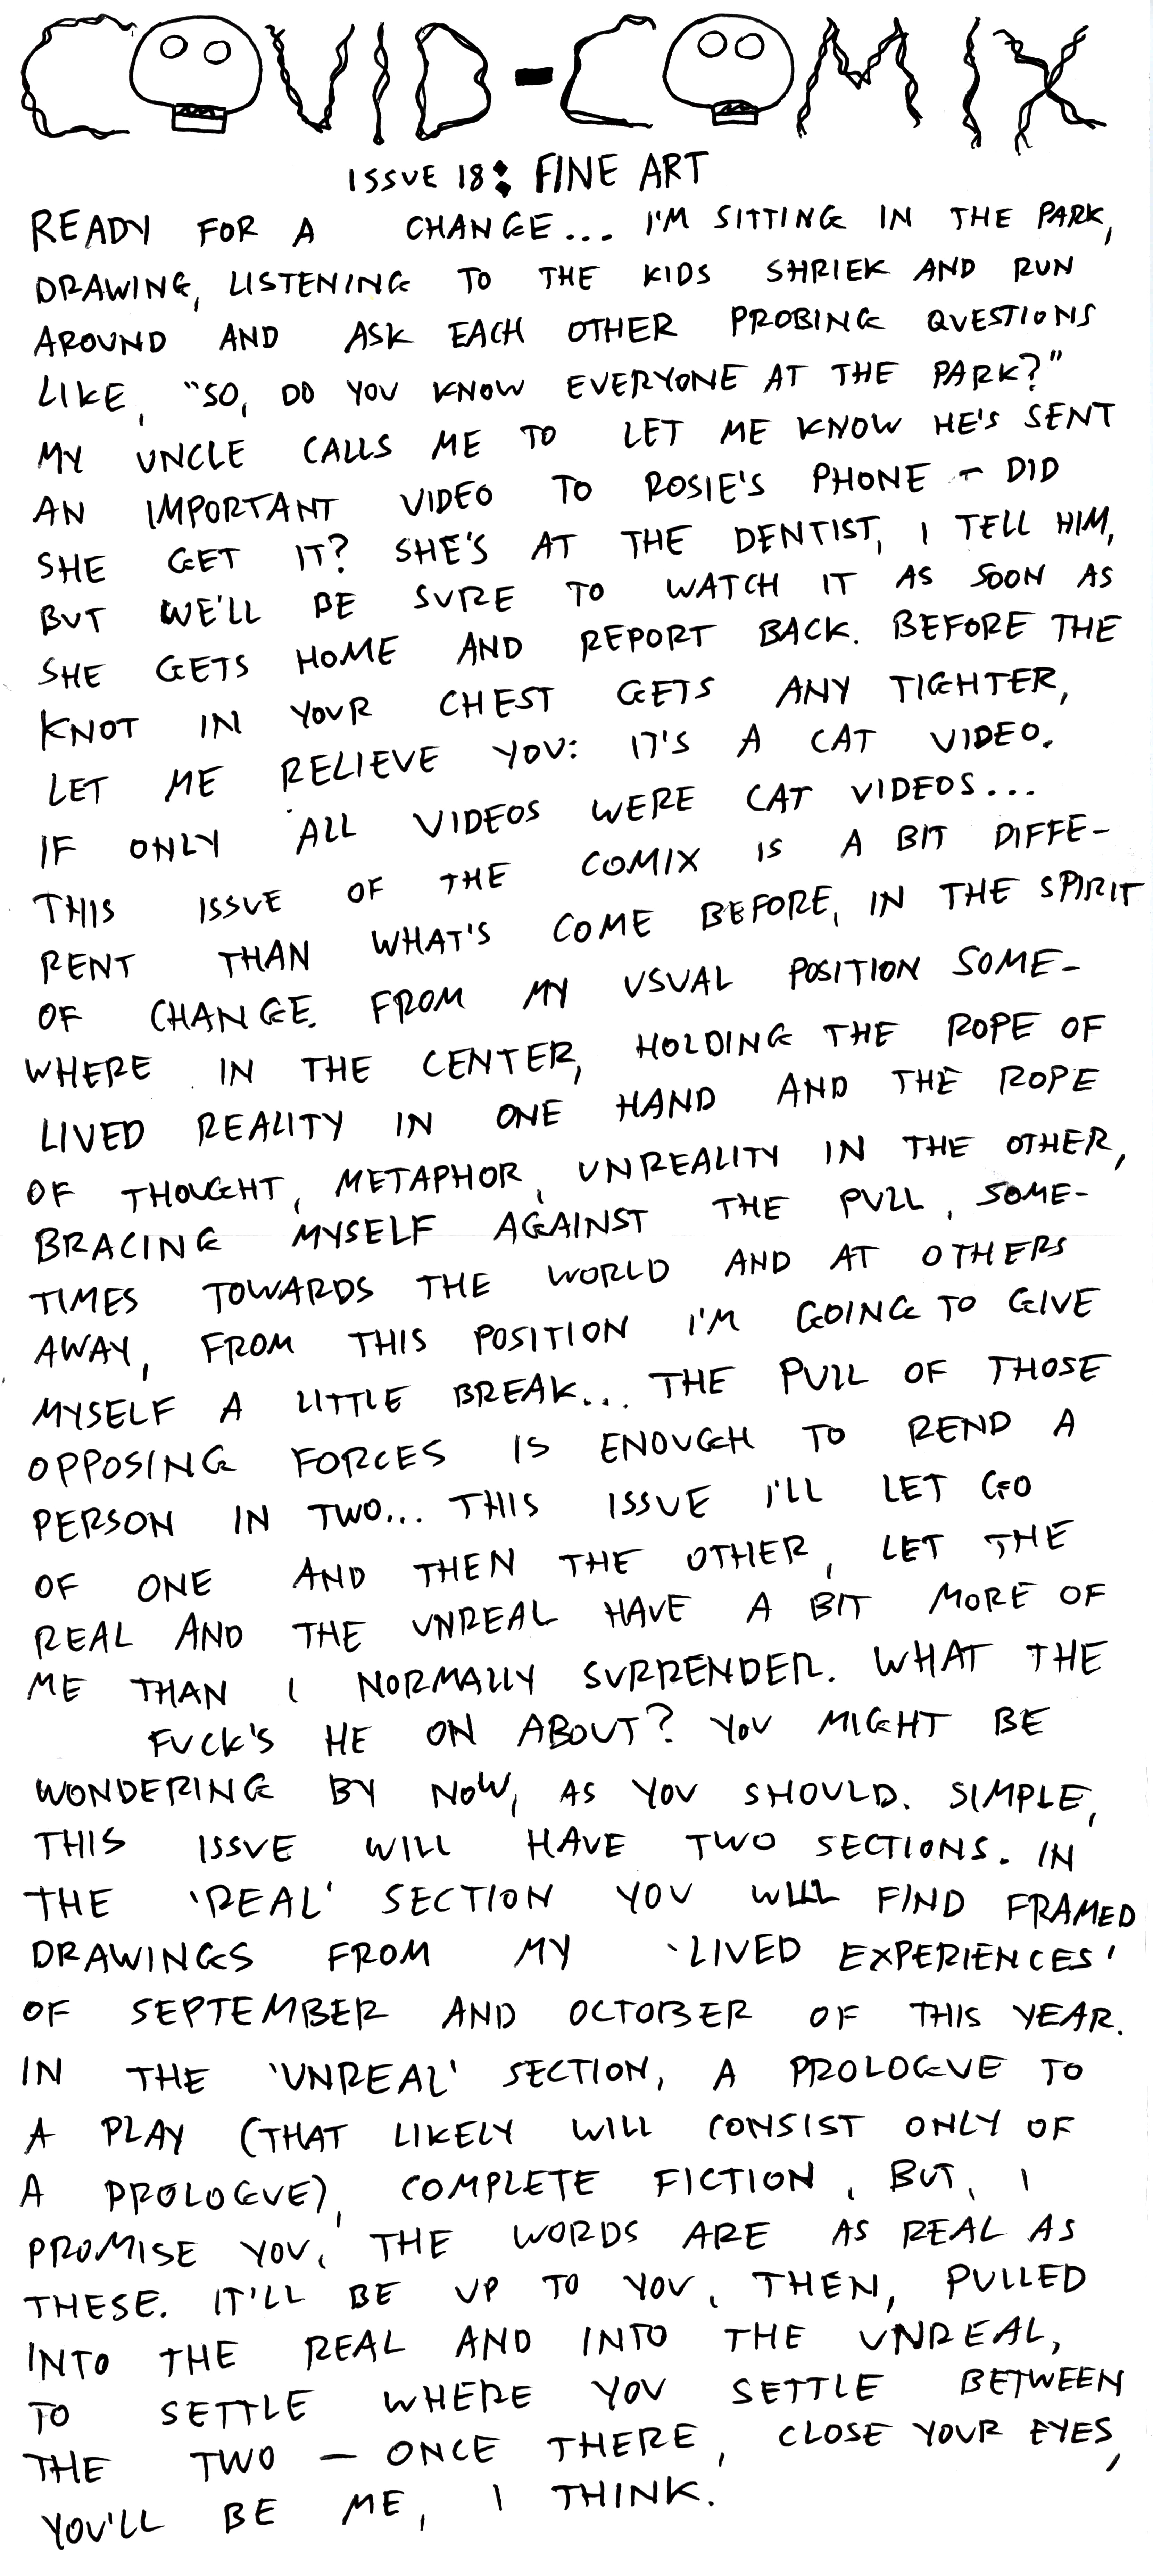 COVID-COMIX
ISSUE 18: FINE ART
READY FOR A CHANGE... I'M SITTING IN THE PARK,
DRAWING, LISTENING TO THE KIDS SHRIEK AND RUN
AROUND AND ASK EACH OTHER PROBING QUESTIONS
LIKE, "SO, DO YOU KNOW EVERYONE AT THE PARK?"
MY UNCLE CALLS ME TO LET ME KNOW HE'S SENT
AN IMPORTANT VIDEO TO ROSIE'S PHONE - DID
SHE GET IT? SHE'S AT THE DENTIST, I TELL HIM,
BUT WE'LL BE SURE TO WATCH IT AS SOON AS
SHE GETS HOME AND REPORT BACK. BEFORE THE
KNOT IN YOUR CHEST GETS ANY TIGHTER,
LET ME RELIEVE YOU: IT'S A CAT VIDEO.
IF ONLY ALL VIDEOS WERE CAT VIDEOS...
THIS ISSUE OF THE COMIX IS A BIT DIFFE-
RENT THAN WHAT'S COME BEFORE, IN THE SPIRIT
OF CHANGE. FROM MY USUAL POSITION SOME-
WHERE IN THE CENTER, HOLDING THE ROPE OF
LIVED REALITY IN ONE HAND AND THE ROPE
OF THOUGHT, METAPHOR, UNREALITY IN THE OTHER,
BRACING MYSELF AGAINST THE PULL, SOME-
TIMES TOWARDS THE WORLD AND AT OTHERS
AWAY, FROM THIS POSITION I'M GOING TO GIVE
MYSELF A LITTLE BREAK... THE PULL OF THOSE
OPPOSING FORCES IS ENOUGH TO REND A
PERSON IN TWO... THIS ISSUE I'LL LET GO
OF ONE AND THEN THE OTHER, LET THE
REAL AND THE UNREAL HAVE A BIT MORE OF
ME THAN I NORMALLY SURRENDER. WHAT THE
FUCK'S HE ON ABOUT? YOU MIGHT BE
WONDERING BY NOW, AS YOU SHOULD. SIMPLE,
THIS ISSUE WILL HAVE TWO SECTIONS. IN
THE 'REAL' SECTION YOU WILL FIND FRAMED
DRAWINGS FROM MY 'LIVED EXPERIENCES'
OF SEPTEMBER AND OCTOBER OF THIS YEAR.
IN THE 'UNREAL' SECTION, A PROLOGUE TO
A PLAY (THAT LIKELY WILL CONSIST ONLY OF
A PROLOGUE), COMPLETE FICTION, BUT, I
PROMISE YOU, THE WORDS ARE AS REAL AS
THESE. IT'LL BE UP TO YOU, THEN, PULLED
INTO THE REAL AND INTO THE UNREAL,
TO SETTLE WHERE YOU SETTLE BETWEEN
THE TWO — ONCE THERE, CLOSE YOUR EYES,
YOU'LL BE ME, I THINK.